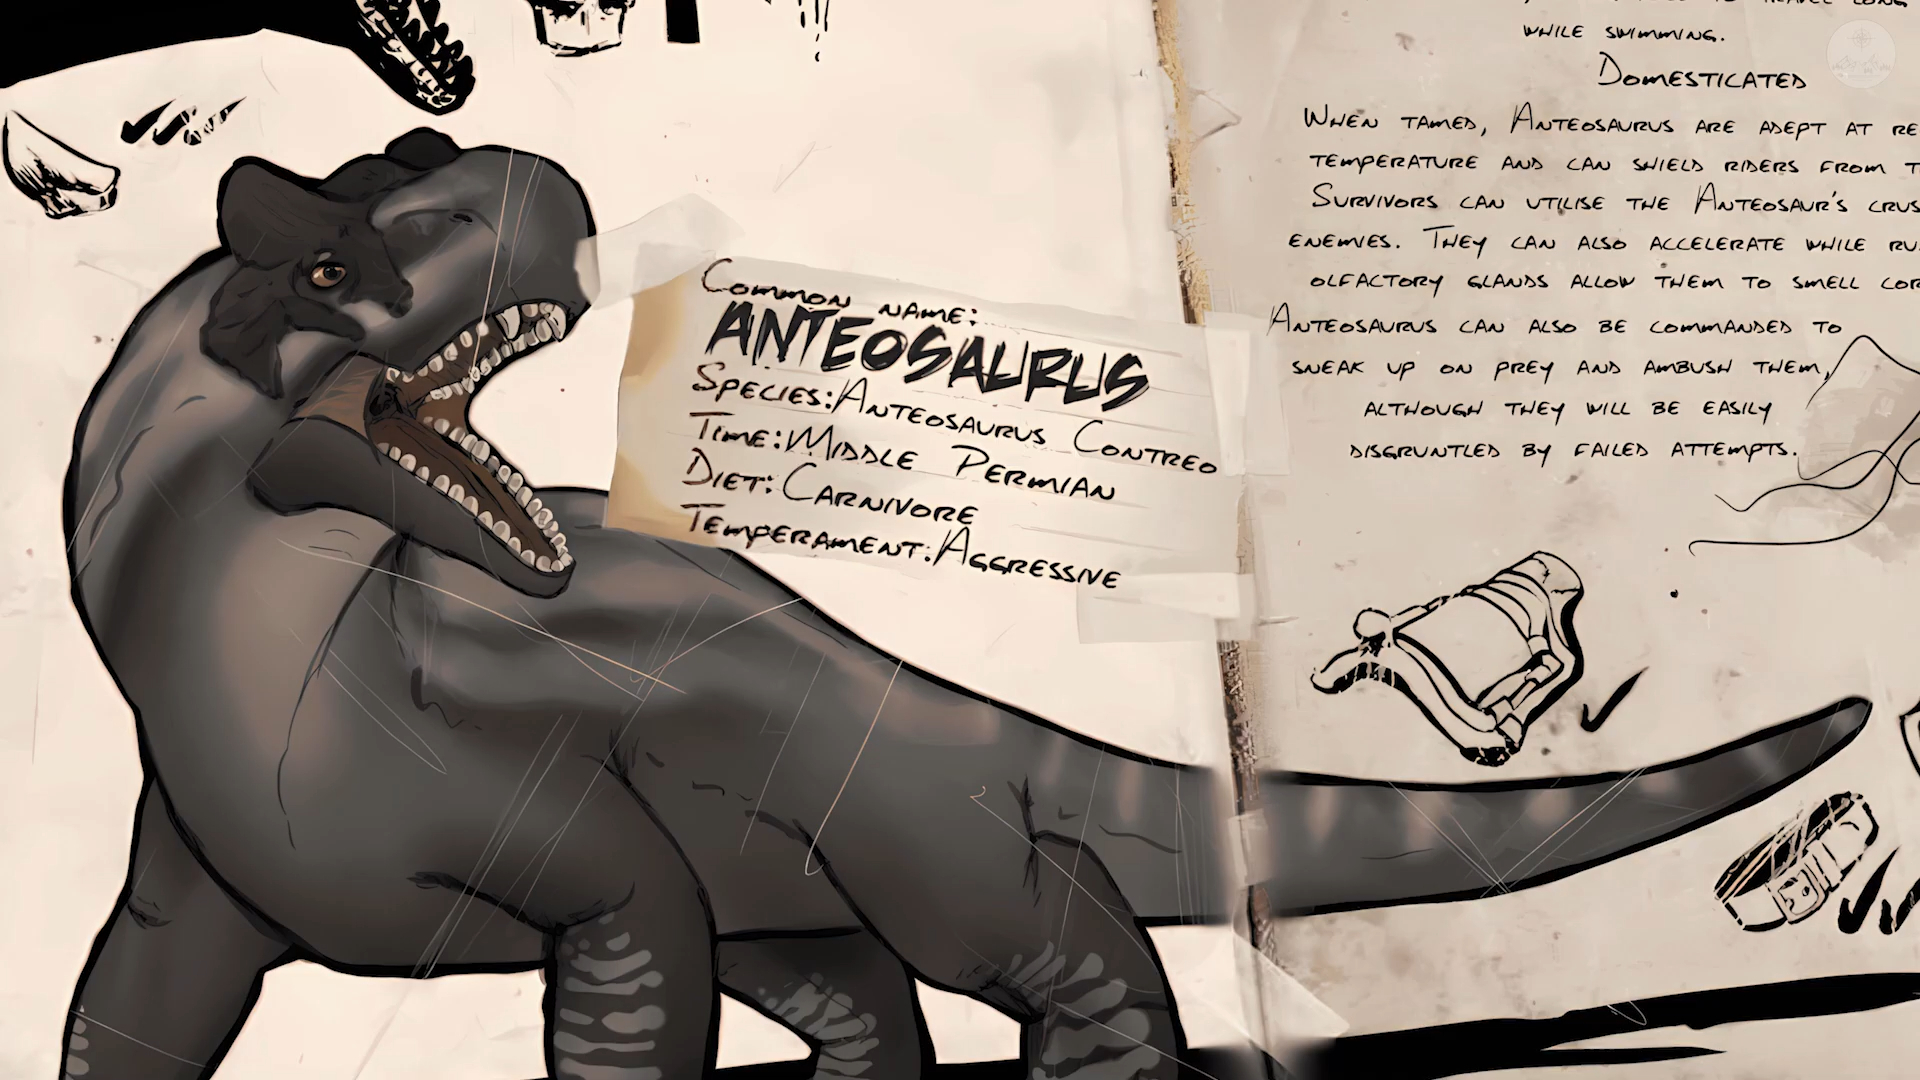 Common name:
ANTEOSAURUS
Species: Anteosaurus Contreo
Time: Middle Permian
Diet: Carnivore
Temperament: Aggressive
while swimming.
Domesticated
When tamed, Anteosaurus are adept at
temperature and can shield riders from
Survivors can utilise the Anteosaur's
enemies. They can also accelerate while
olfactory glands allow them to smell
Anteosaurus can also be commanded to
sneak up on prey and ambush them,
although they will be easily
disgruntled by failed attempts.